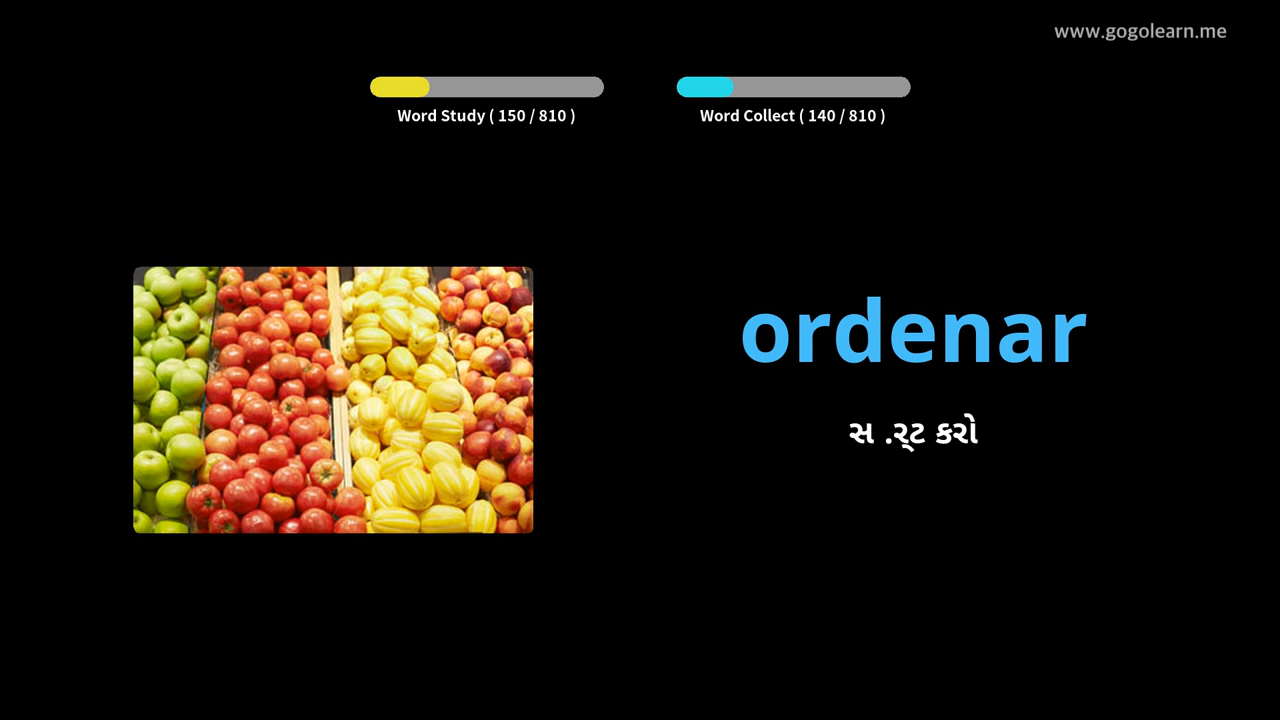 www.gogolearn.me
Word Study ( 150 / 810 )
Word Collect ( 140 / 810 )
ordenar
સ .ર્ટ કરો